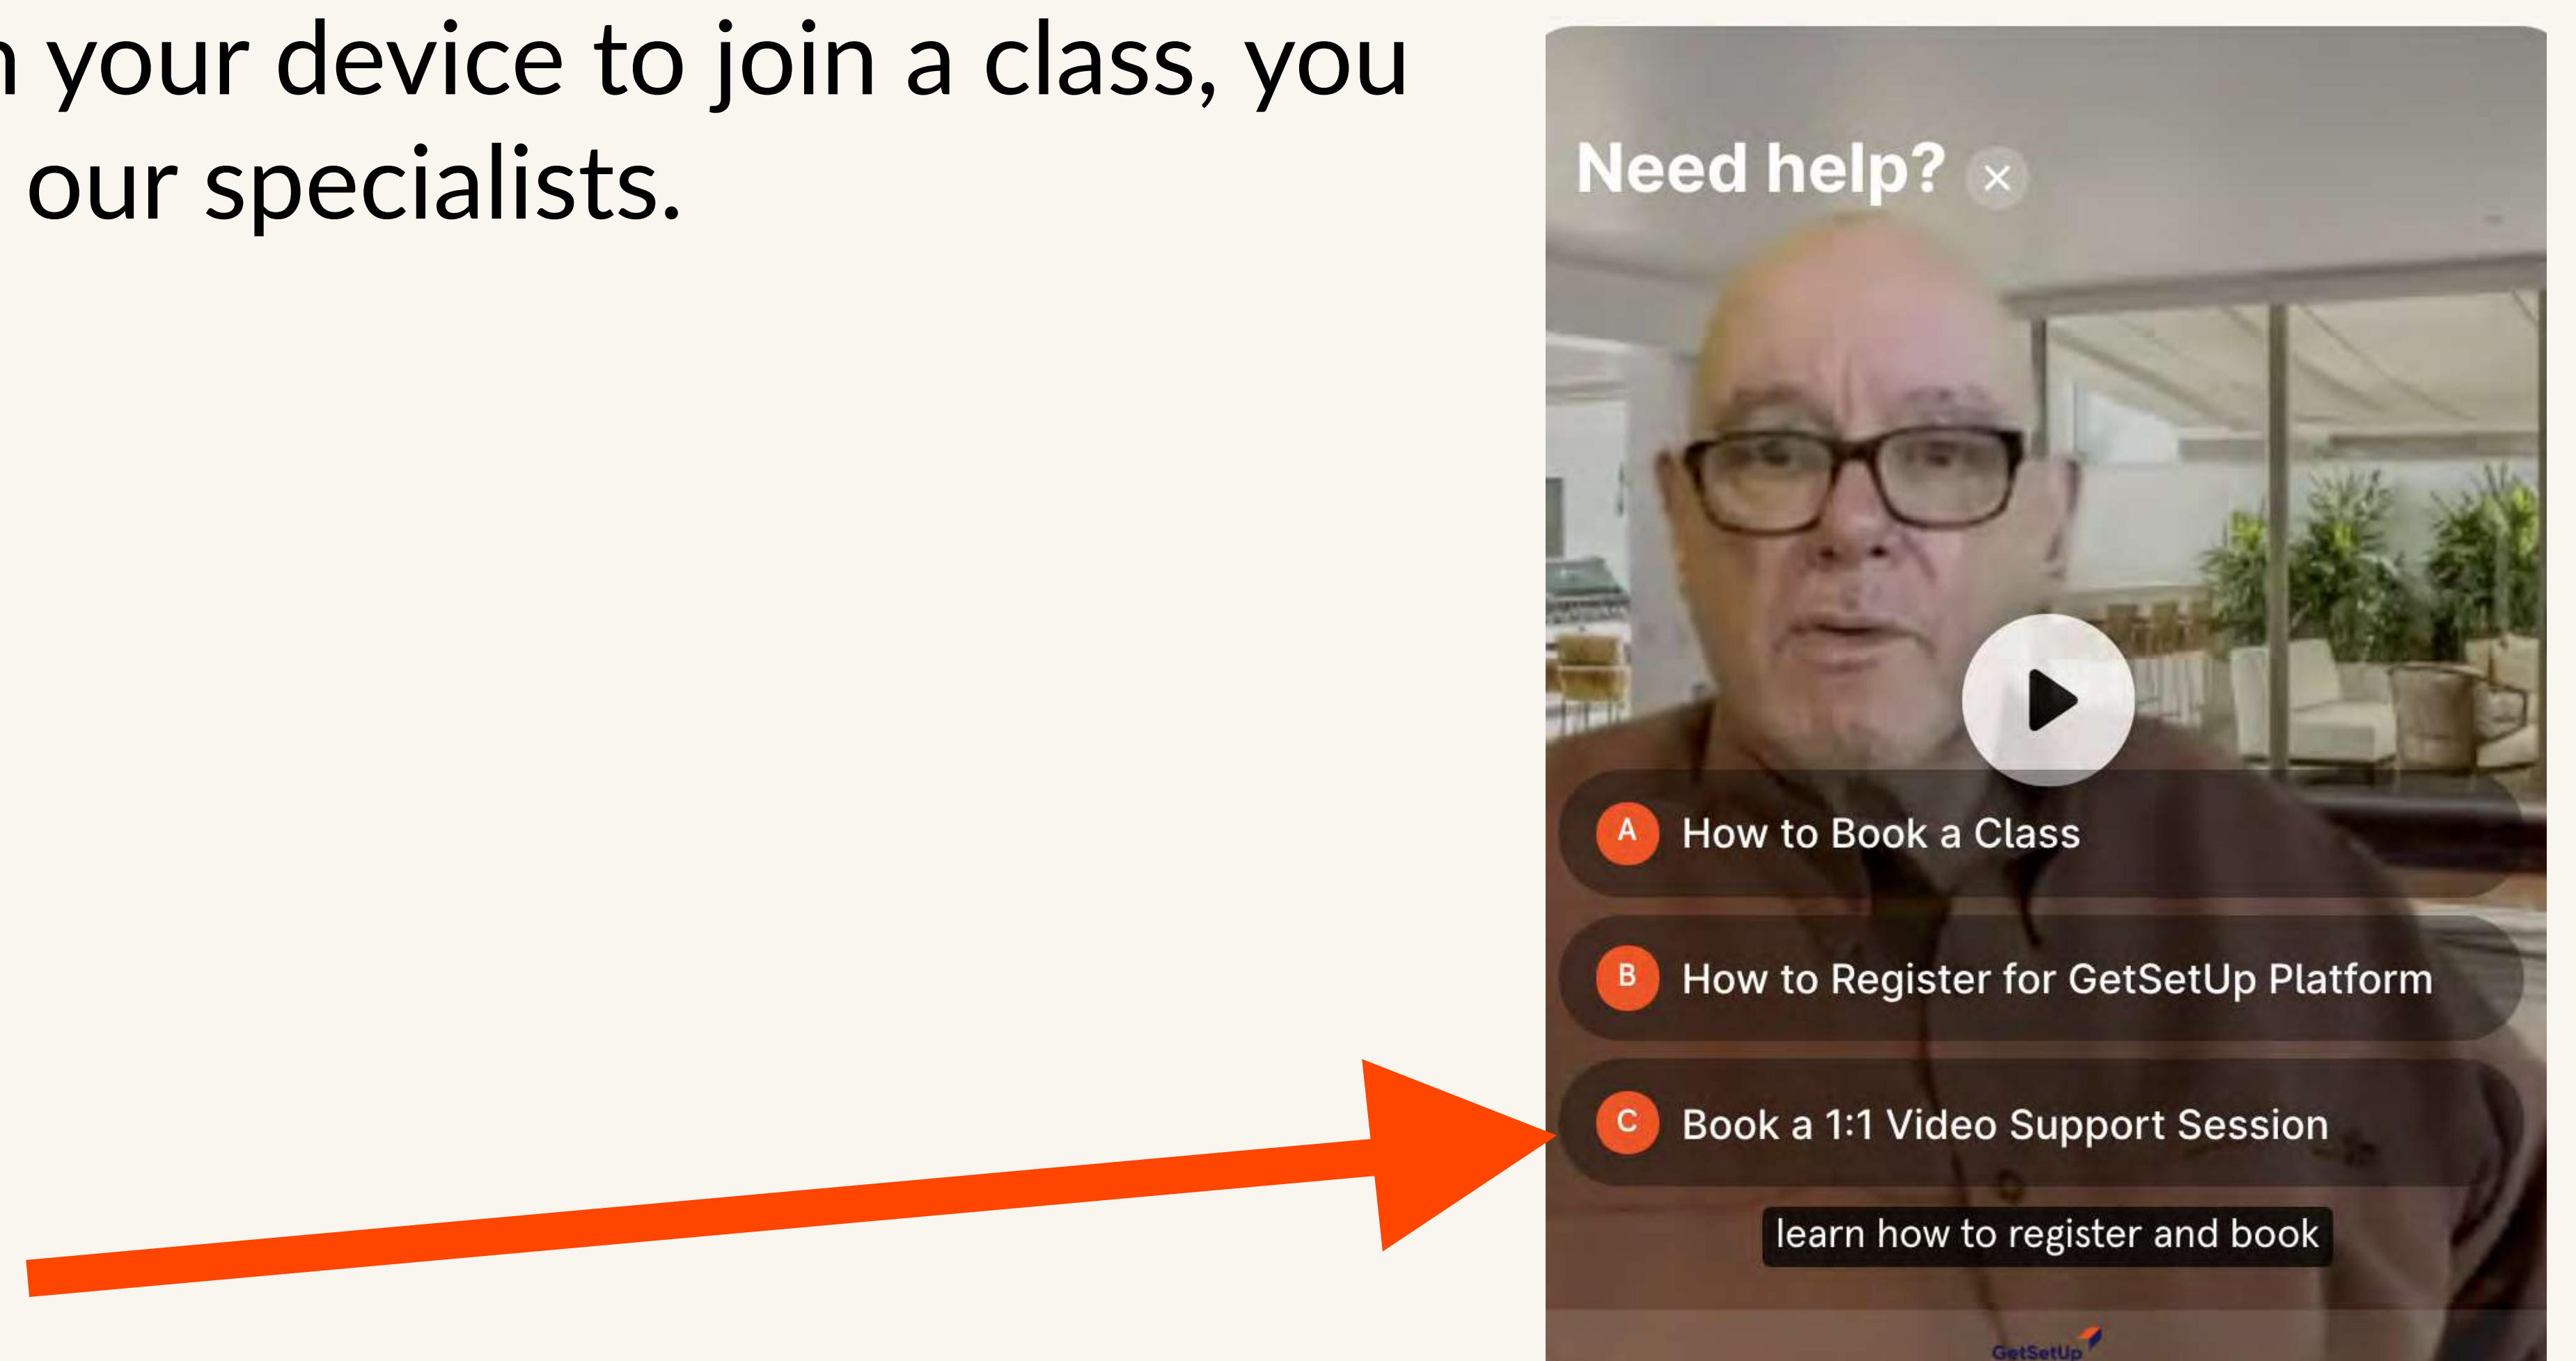 your device to join a class, you
our specialists.
Need help?
A How to Book a Class
B How to Register for GetSetUp Platform
C Book a 1:1 Video Support Session
learn how to register and book
GetSetUp